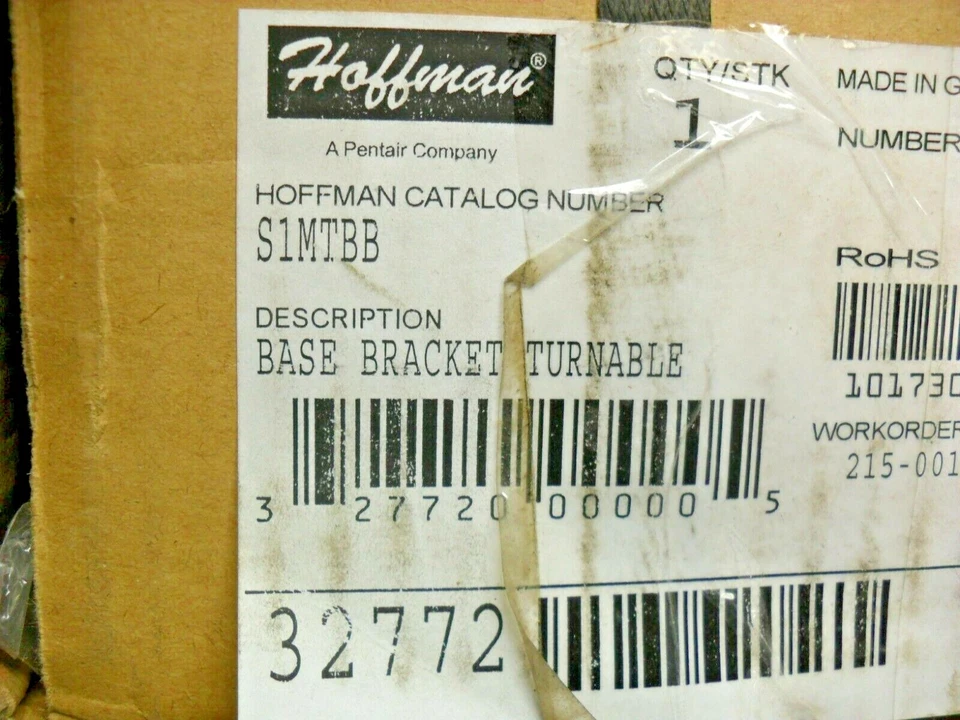 Hoffman®
A Pentair Company
QTY/STK
1
MADE IN G
NUMBER
HOFFMAN CATALOG NUMBER
S1MTBB
DESCRIPTION
BASE BRACKET TURNABLE
3 27720 00000 5
RoHS
101730
WORKORDER
215-001
32772